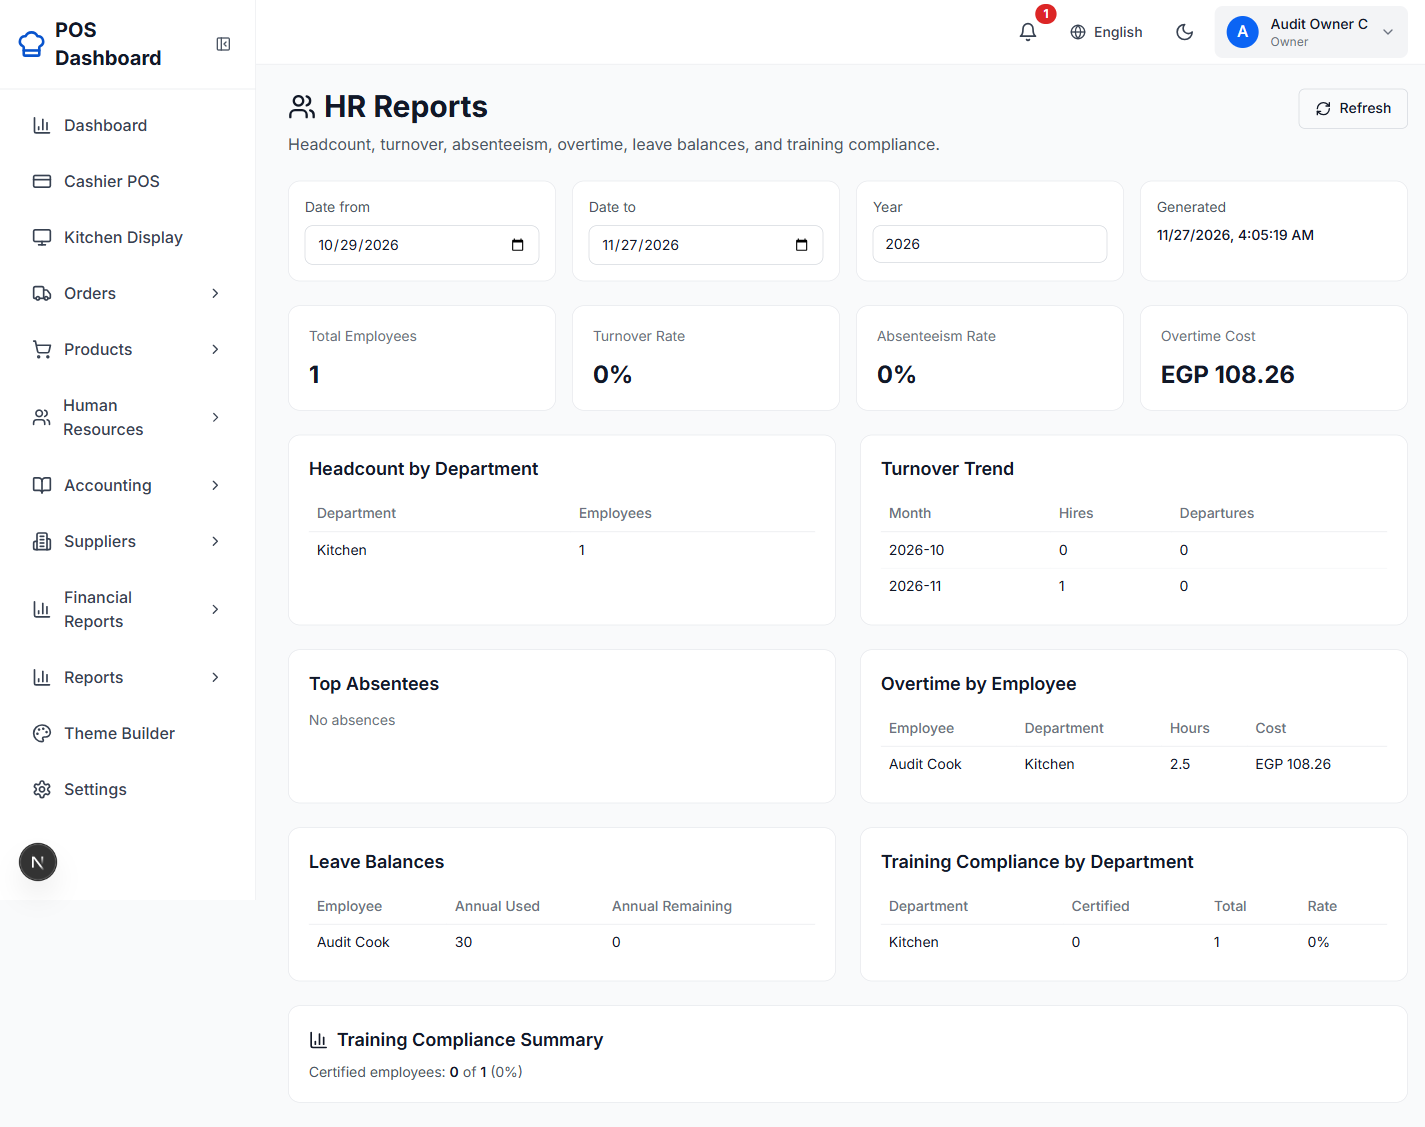 POS
Dashboard
1
English
A
Audit Owner C
Owner
Dashboard
Cashier POS
Kitchen Display
Orders
Products
Human
Resources
Accounting
Suppliers
Financial
Reports
Reports
Theme Builder
Settings
N
HR Reports
Refresh
Headcount, turnover, absenteeism, overtime, leave balances, and training compliance.
Date from
10/29/2026
Date to
11/27/2026
Year
2026
Generated
11/27/2026, 4:05:19 AM
Total Employees
1
Turnover Rate
0%
Absenteeism Rate
0%
Overtime Cost
EGP 108.26
Headcount by Department
Department Employees
Kitchen 1
Turnover Trend
Month Hires Departures
2026-10 0 0
2026-11 1 0
Top Absentees
No absences
Overtime by Employee
Employee Department Hours Cost
Audit Cook Kitchen 2.5 EGP 108.26
Leave Balances
Employee Annual Used Annual Remaining
Audit Cook 30 0
Training Compliance by Department
Department Certified Total Rate
Kitchen 0 1 0%
Training Compliance Summary
Certified employees: 0 of 1 (0%)